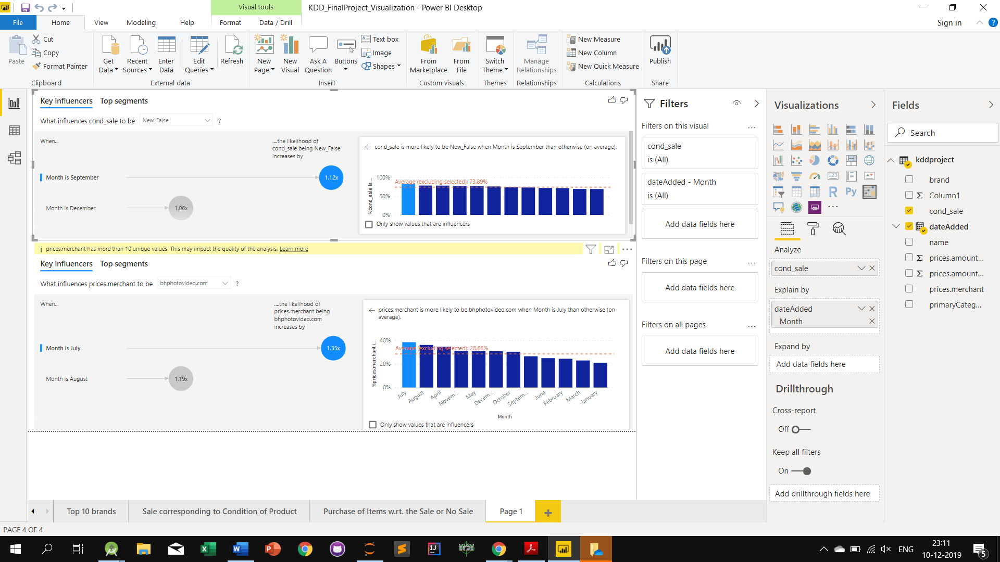 Visual tools
KDD_FinalProject_Visualization - Power BI Desktop
File
Home
View
Modeling
Help
Format
Data / Drill
Sign in
Paste
Cut
Copy
Format Painter
Clipboard
Get Data
Recent Sources
Enter Data
Edit Queries
Refresh
External data
New Page
New Visual
Ask A Question
Buttons
Text box
Image
Shapes
Insert
From Marketplace
From File
Custom visuals
Switch Theme
Themes
Manage Relationships
Relationships
New Measure
New Column
New Quick Measure
Calculations
Publish
Share
Key influencers
Top segments
What influences cond_sale to be
New_False
?
When...
....the likelihood of
cond_sale being New_False
increases by
Month is September
1.12x
Month is December
1.06x
cond_sale is more likely to be New_False when Month is September than otherwise (on average).
%cond_sale is ...
100%
50%
0%
Average (excluding selected): 73.89%
Only show values that are influencers
i prices.merchant has more than 10 unique values. This may impact the quality of the analysis. Learn more
Key influencers
Top segments
What influences prices.merchant to be
bhphotovideo.com
?
When...
....the likelihood of
prices.merchant being
bhphotovideo.com
increases by
Month is July
1.35x
Month is August
1.19x
prices.merchant is more likely to be bhphotovideo.com when Month is July than otherwise (on
average).
%prices.merchant i...
40%
20%
0%
Average (excluding selected): 28.66%
July
August
April
Novem...
May
Decem...
October
Septem...
June
February
March
January
Month
Only show values that are influencers
Filters
Filters on this visual
...
cond_sale
is (All)
dateAdded - Month
is (All)
Add data fields here
Filters on this page
...
Add data fields here
Filters on all pages
...
Add data fields here
Visualizations
R
Py
123
...
Analyze
cond_sale
Explain by
dateAdded
Month
Expand by
Add data fields here
Drillthrough
Cross-report
Off
Keep all filters
On
Add drillthrough fields here
Fields
Search
kddproject
brand
Σ Column1
cond_sale
dateAdded
name
Σ prices.amount...
Σ prices.amount...
prices.merchant
primaryCateg...
Top 10 brands
Sale corresponding to Condition of Product
Purchase of Items w.rt. the Sale or No Sale
Page 1
PAGE 4 OF 4
ENG
23:11
10-12-2019
5